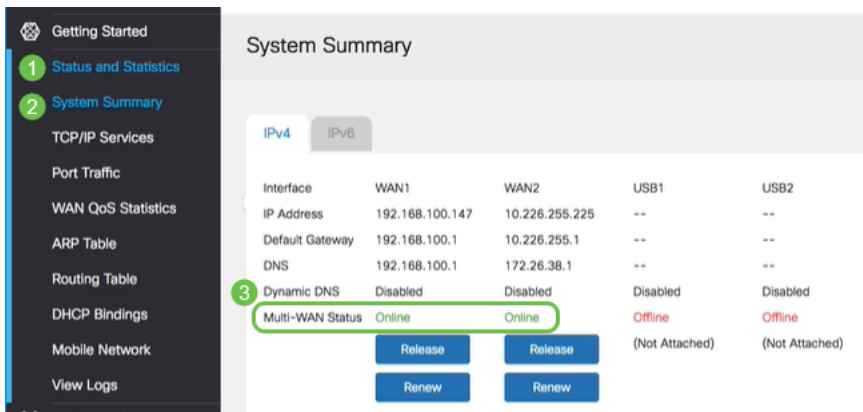 Getting Started
1 Status and Statistics
2 System Summary
TCP/IP Services
Port Traffic
WAN QoS Statistics
ARP Table
Routing Table
DHCP Bindings
Mobile Network
View Logs
System Summary
IPv4 IPv6
Interface WAN1 WAN2 USB1 USB2
IP Address 192.168.100.147 10.226.255.225 -- --
Default Gateway 192.168.100.1 10.226.255.1 -- --
DNS 192.168.100.1 172.26.38.1 -- --
3 Dynamic DNS Disabled Disabled Disabled Disabled
Multi-WAN Status Online Online Offline Offline
Release Release (Not Attached) (Not Attached)
Renew Renew